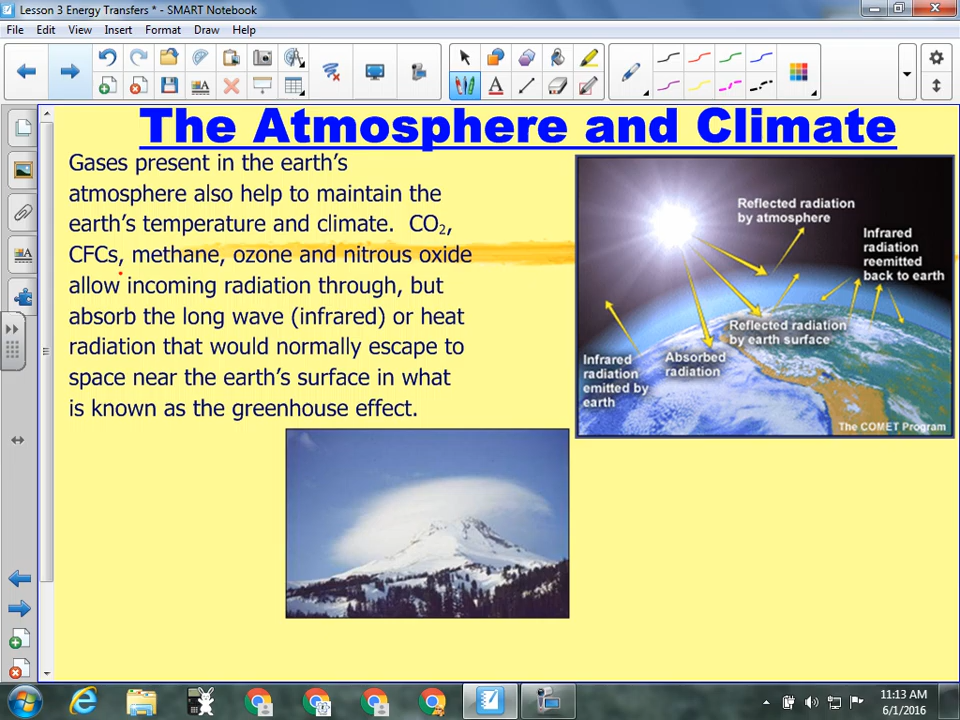 Lesson 3 Energy Transfers * - SMART Notebook
File Edit View Insert Format Draw Help
The Atmosphere and Climate
Gases present in the earth's
atmosphere also help to maintain the
earth's temperature and climate. CO2,
CFCs, methane, ozone and nitrous oxide
allow incoming radiation through, but
absorb the long wave (infrared) or heat
radiation that would normally escape to
space near the earth's surface in what
is known as the greenhouse effect.
Reflected radiation
by atmosphere
Infrared
radiation
reemitted
back to earth
Reflected radiation
by earth surface
Absorbed
radiation
Infrared
radiation
emitted by
earth
The COMET Program
11:13 AM
6/1/2016